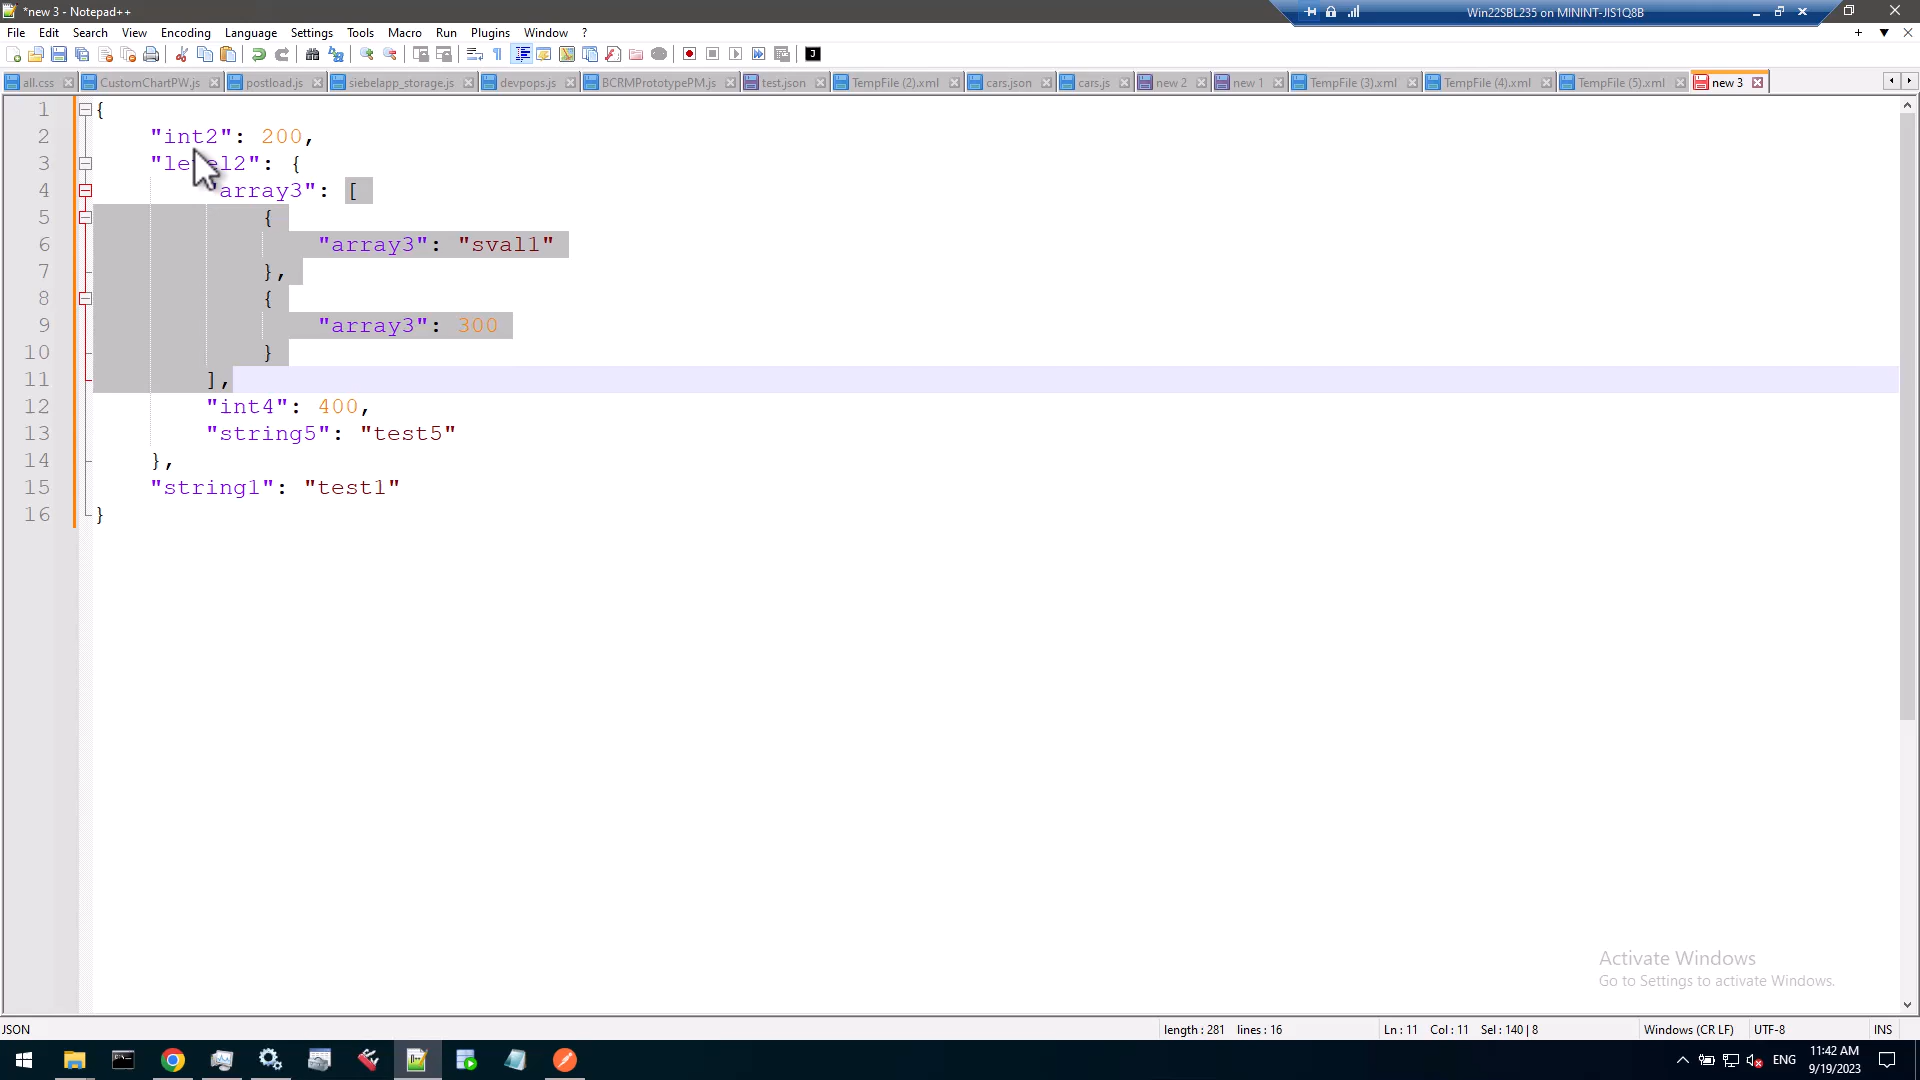 *new 3 - Notepad++
Win22SBL235 on MININT-JIS1Q8B
File Edit Search View Encoding Language Settings Tools Macro Run Plugins Window ?
all.css CustomChartPW.js postload.js siebelapp_storage.js devpops.js BCRMPrototypePM.js test.json TempFile (2).xml cars.json cars.js new 2 new 1 TempFile (3).xml TempFile (4).xml TempFile (5).xml new 3
1 {
2 "int2": 200,
3 "level2": {
4 "array3": [
5 {
6 "array3": "sval1"
7 },
8 {
9 "array3": 300
10 }
11 ],
12 "int4": 400,
13 "string5": "test5"
14 },
15 "string1": "test1"
16 }
Activate Windows
Go to Settings to activate Windows.
JSON length : 281 lines : 16 Ln : 11 Col : 11 Sel : 140 | 8 Windows (CR LF) UTF-8 INS
ENG 11:42 AM
9/19/2023